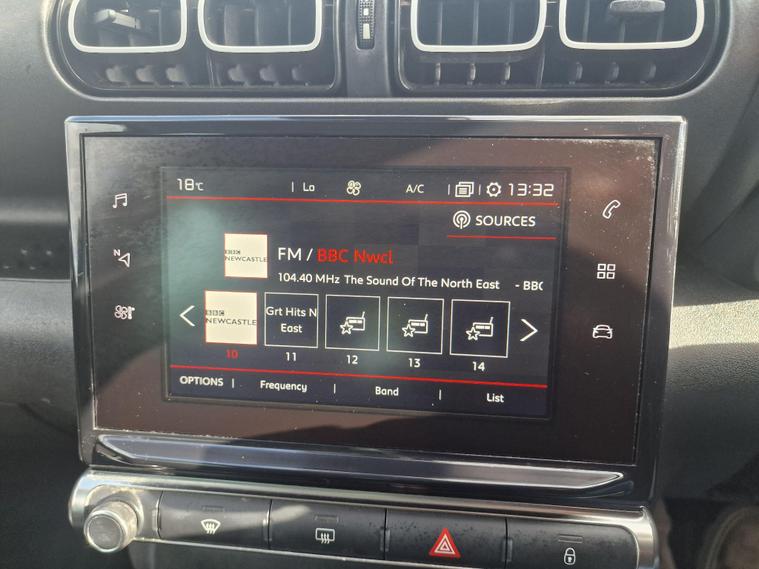 18°C Lo A/C 13:32
SOURCES
N
BBC
NEWCASTLE
FM / BBC Nwcl
104.40 MHz The Sound Of The North East - BBC
BBC
NEWCASTLE
Grt Hits N
East
10 11 12 13 14
OPTIONS Frequency Band List